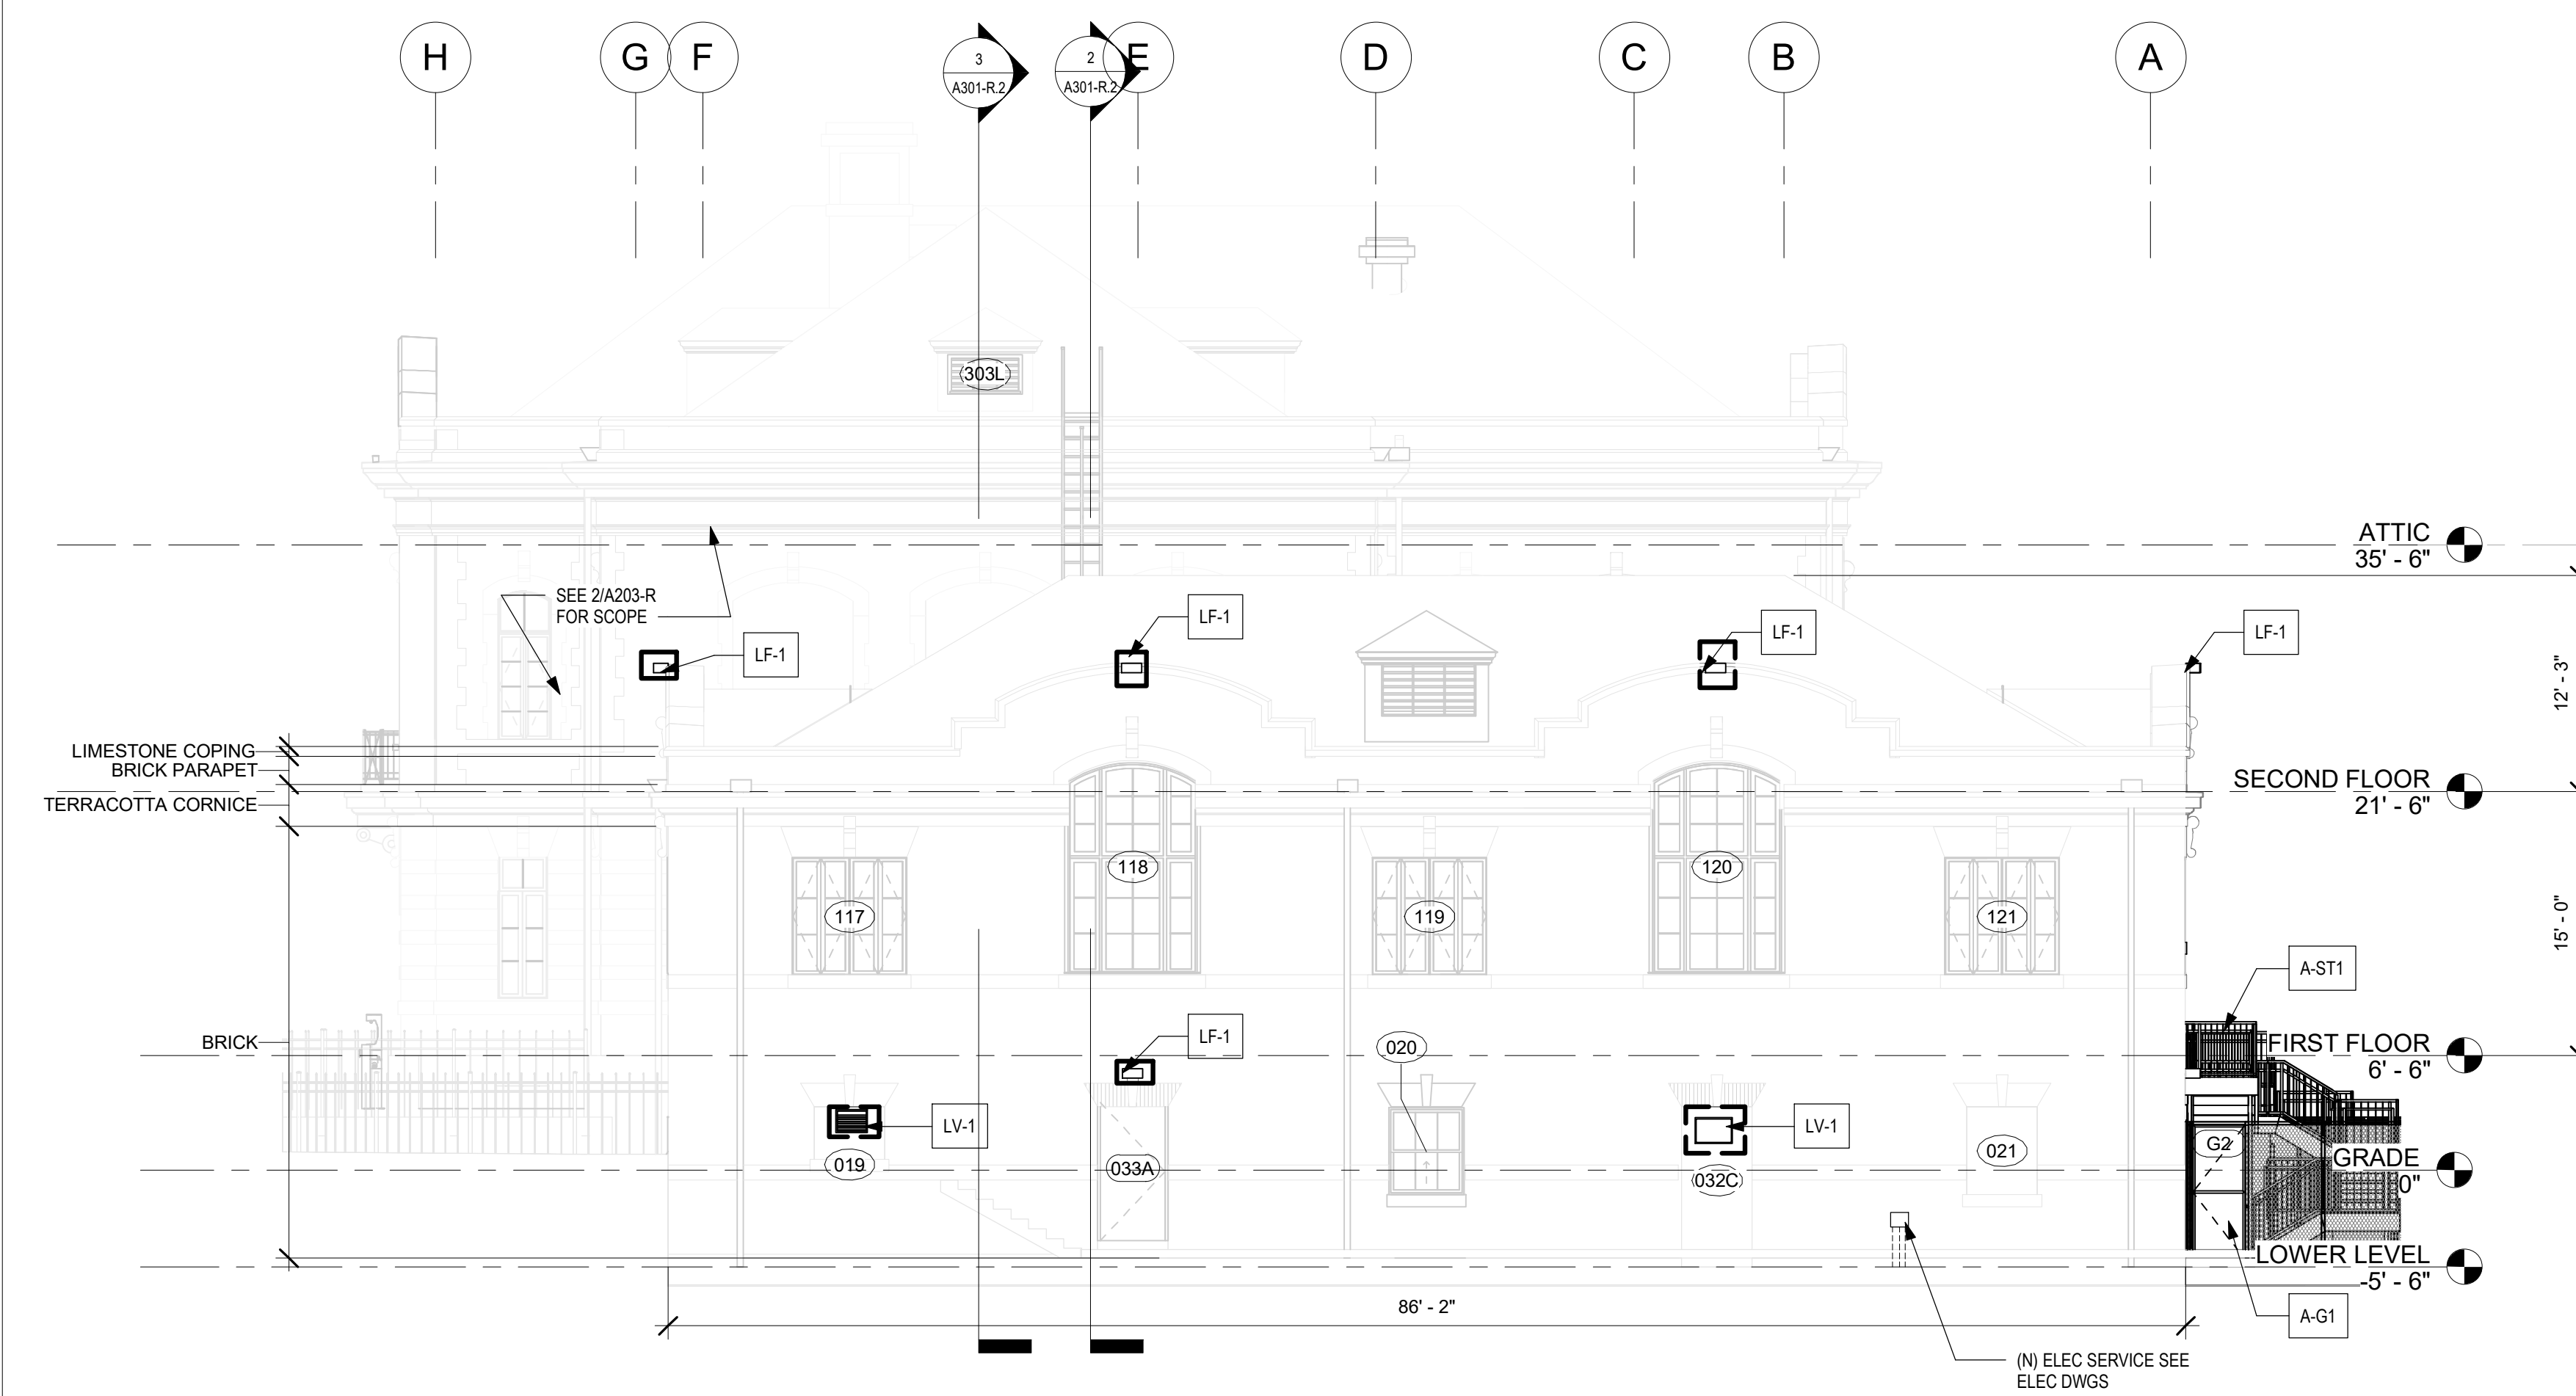 H
G
F
3
A301-R.2
2
A301-R.2
E
D
C
B
A
303L
ATTIC
35' - 6"
SEE 2/A203-R
FOR SCOPE
LF-1
LF-1
LF-1
LF-1
12' - 3"
LIMESTONE COPING
BRICK PARAPET
TERRACOTTA CORNICE
SECOND FLOOR
21' - 6"
117
118
119
120
121
15' - 0"
A-ST1
BRICK
LF-1
020
FIRST FLOOR
6' - 6"
LV-1
LV-1
019
033A
032C
021
G2
GRADE
0"
LOWER LEVEL
-5' - 6"
86' - 2"
A-G1
(N) ELEC SERVICE SEE
ELEC DWGS